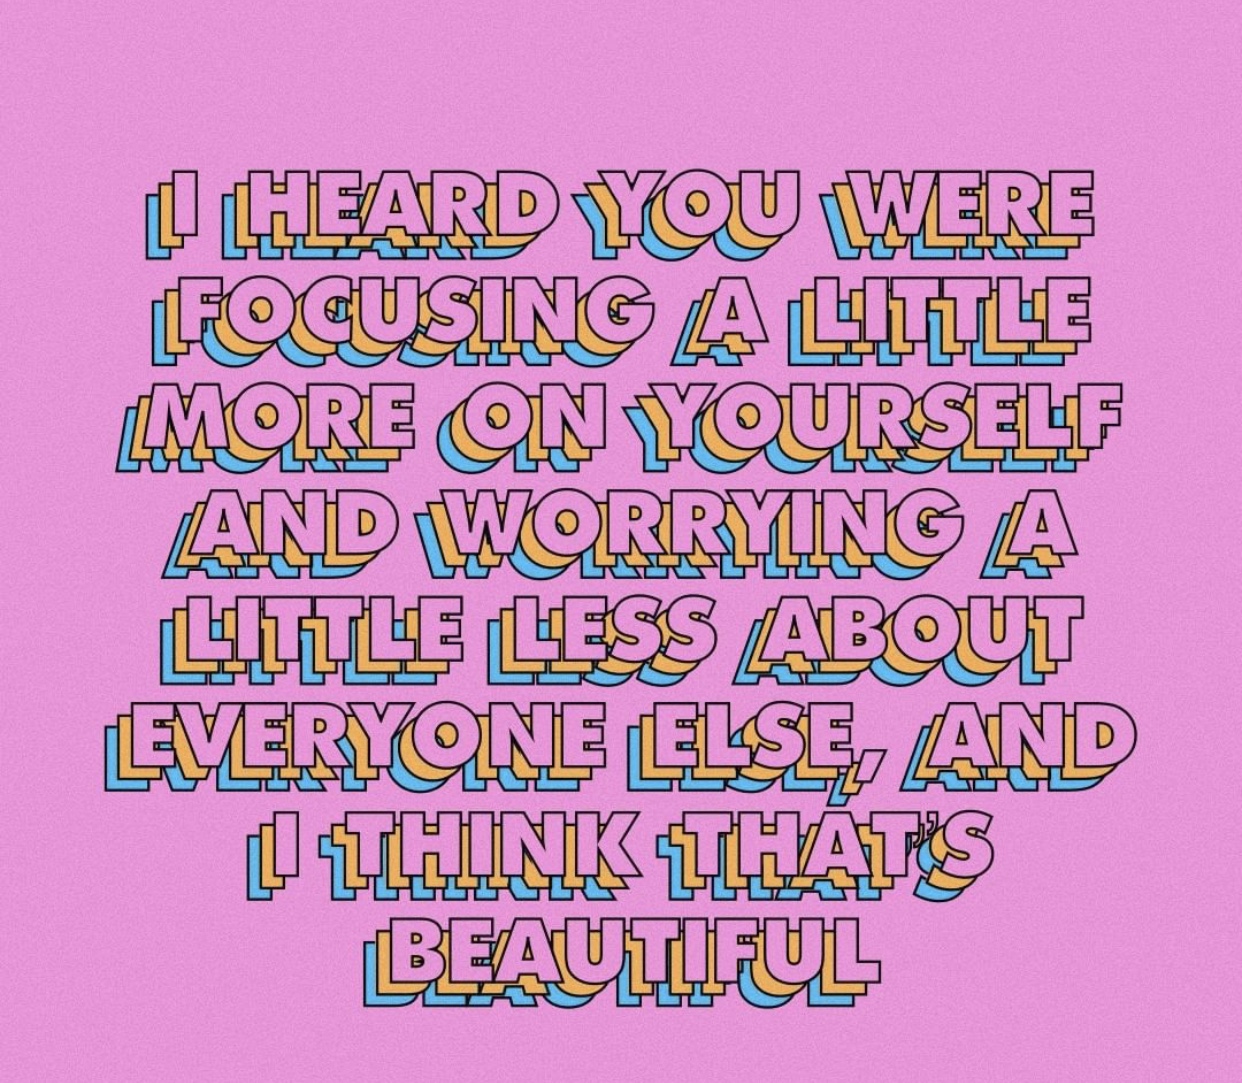 I HEARD YOU WERE
FOCUSING A LITTLE
MORE ON YOURSELF
AND WORRYING A
LITTLE LESS ABOUT
EVERYONE ELSE, AND
I THINK THAT'S
BEAUTIFUL